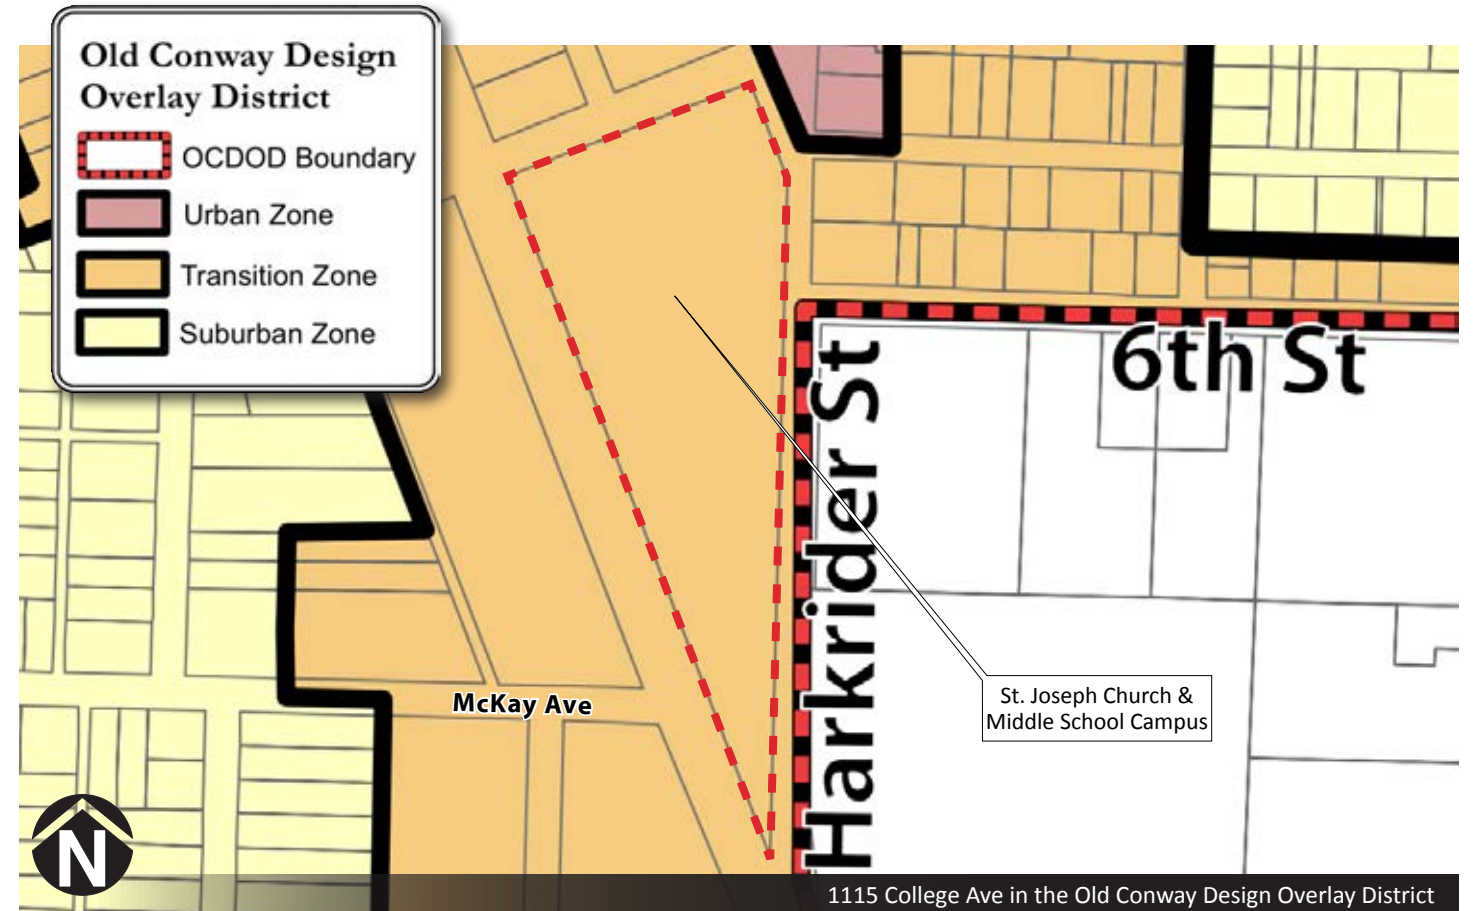 Old Conway Design
Overlay District
OCDOD Boundary
Urban Zone
Transition Zone
Suburban Zone
6th St
Harkrider St
McKay Ave
St. Joseph Church &
Middle School Campus
N
1115 College Ave in the Old Conway Design Overlay District